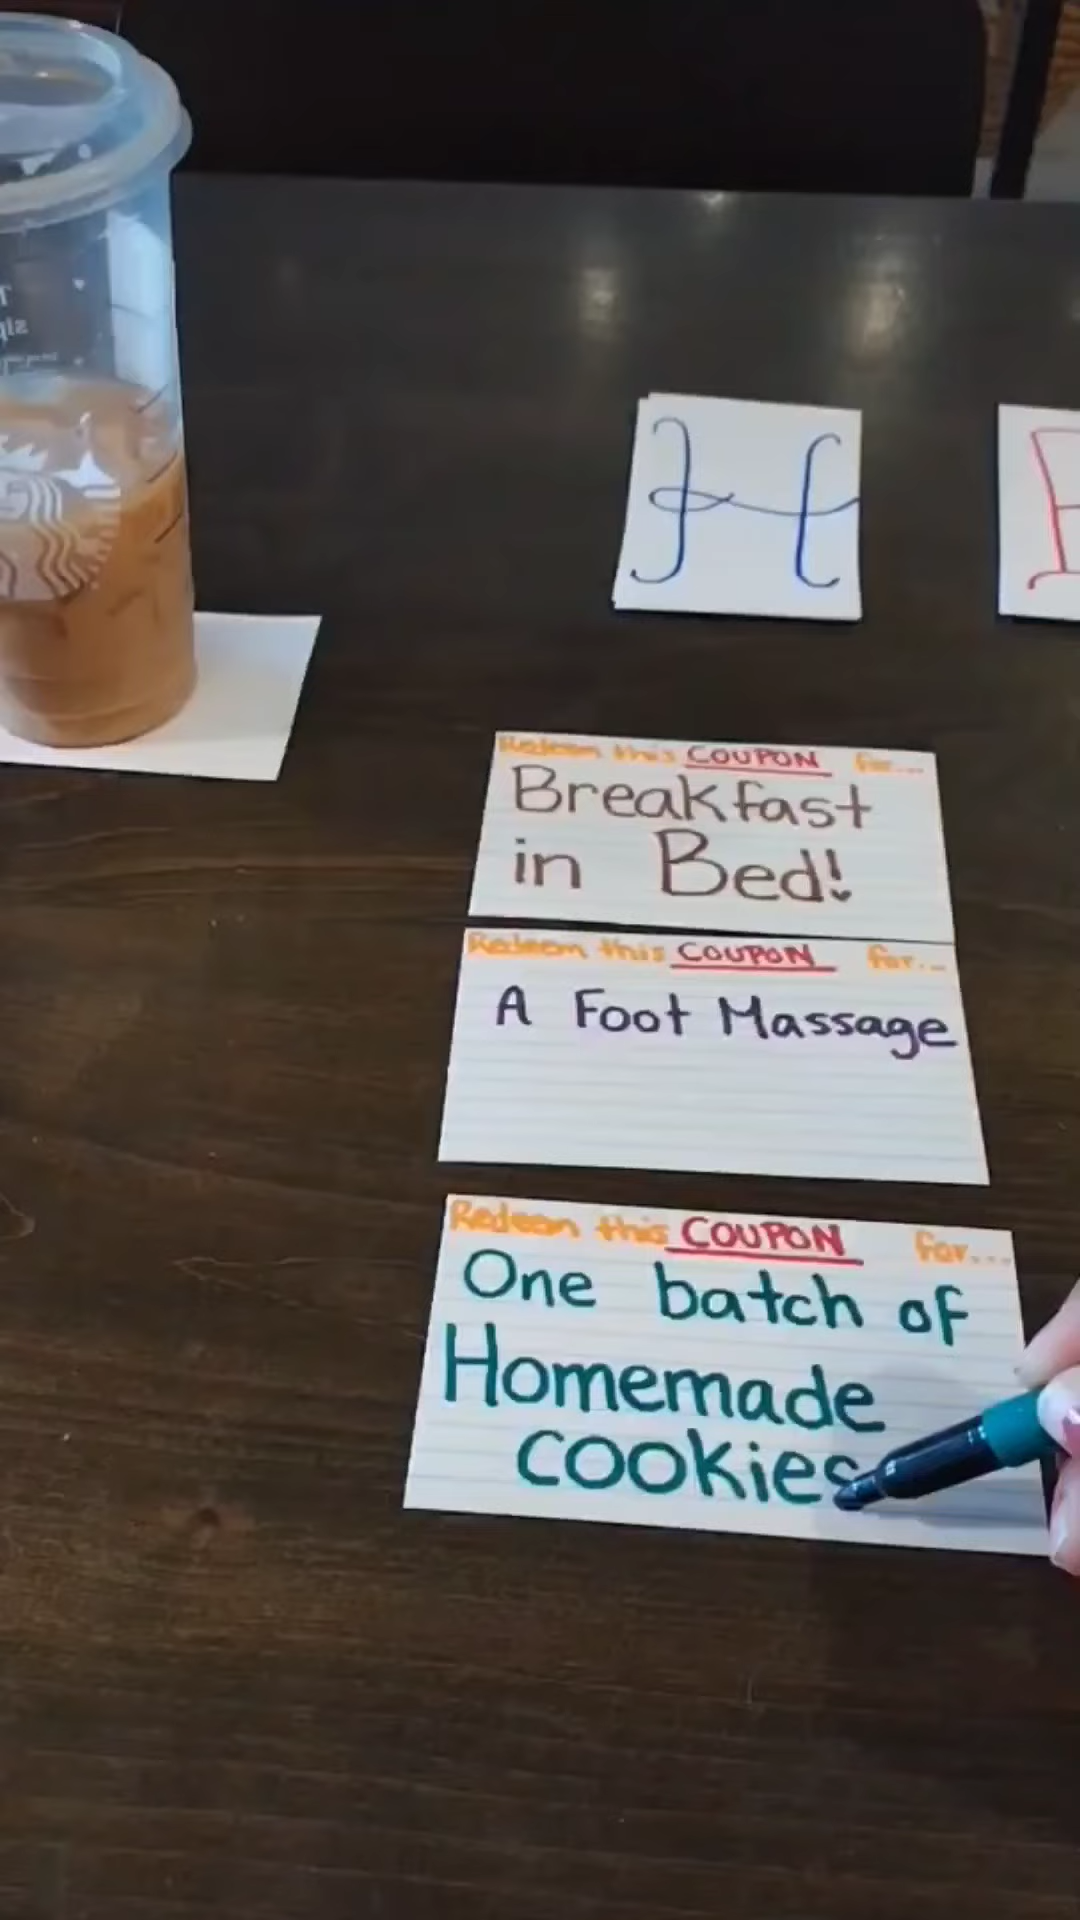 H
Redeem this COUPON for...
Breakfast
in Bed!
Redeem this COUPON for...
A Foot Massage
Redeem this COUPON for...
One batch of
Homemade
cookies